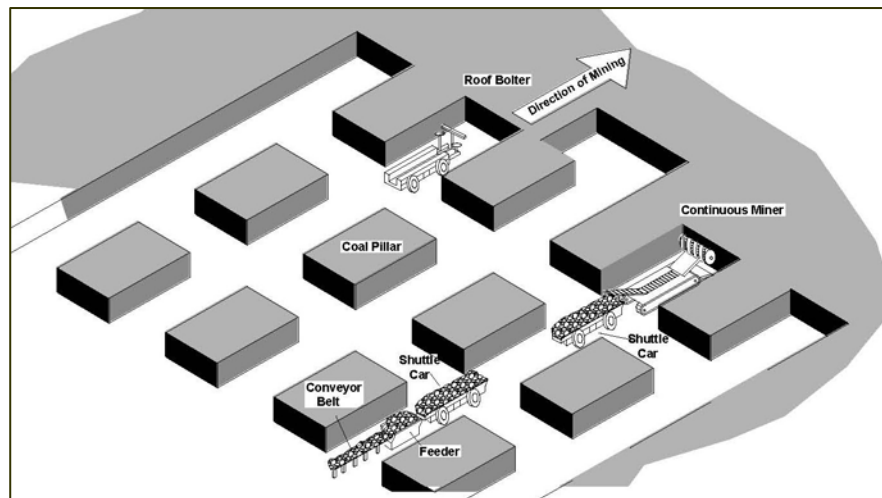 Roof Bolter
Direction of Mining
Continuous Miner
Coal Pillar
Shuttle
Car
Shuttle
Car
Conveyor
Belt
Feeder